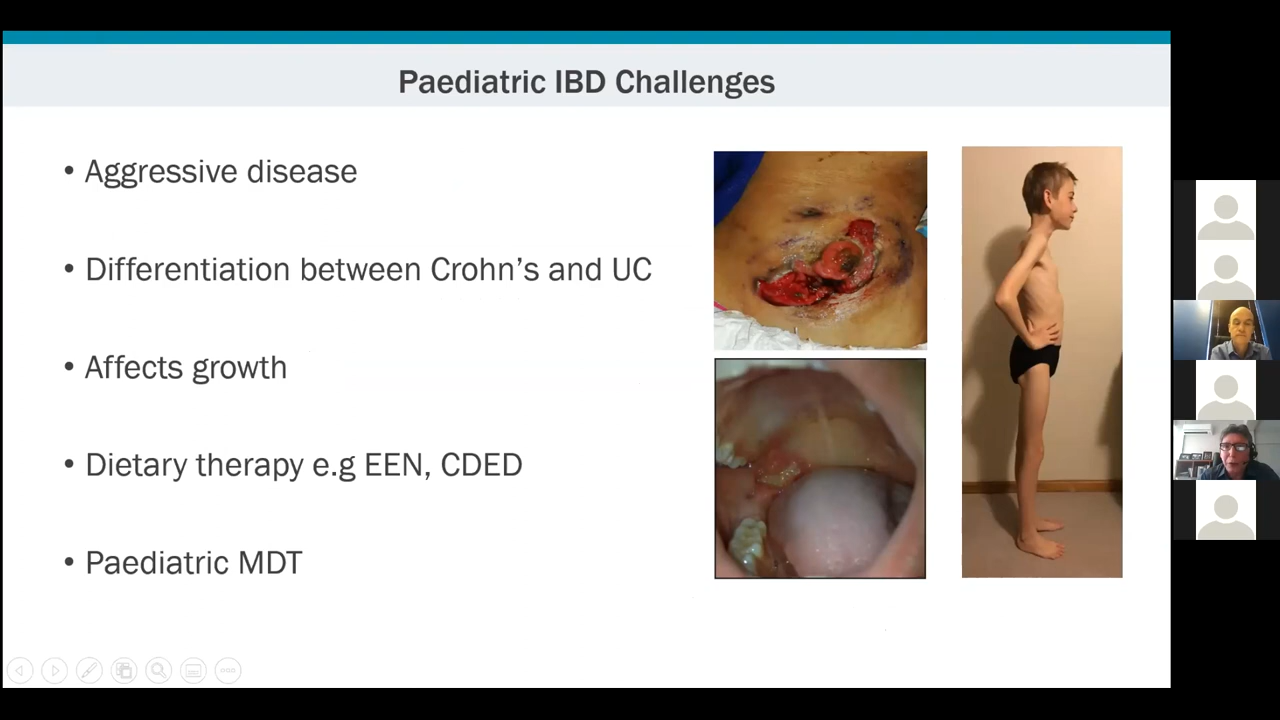 Paediatric IBD Challenges
• Aggressive disease
• Differentiation between Crohn’s and UC
• Affects growth
• Dietary therapy e.g EEN, CDED
• Paediatric MDT